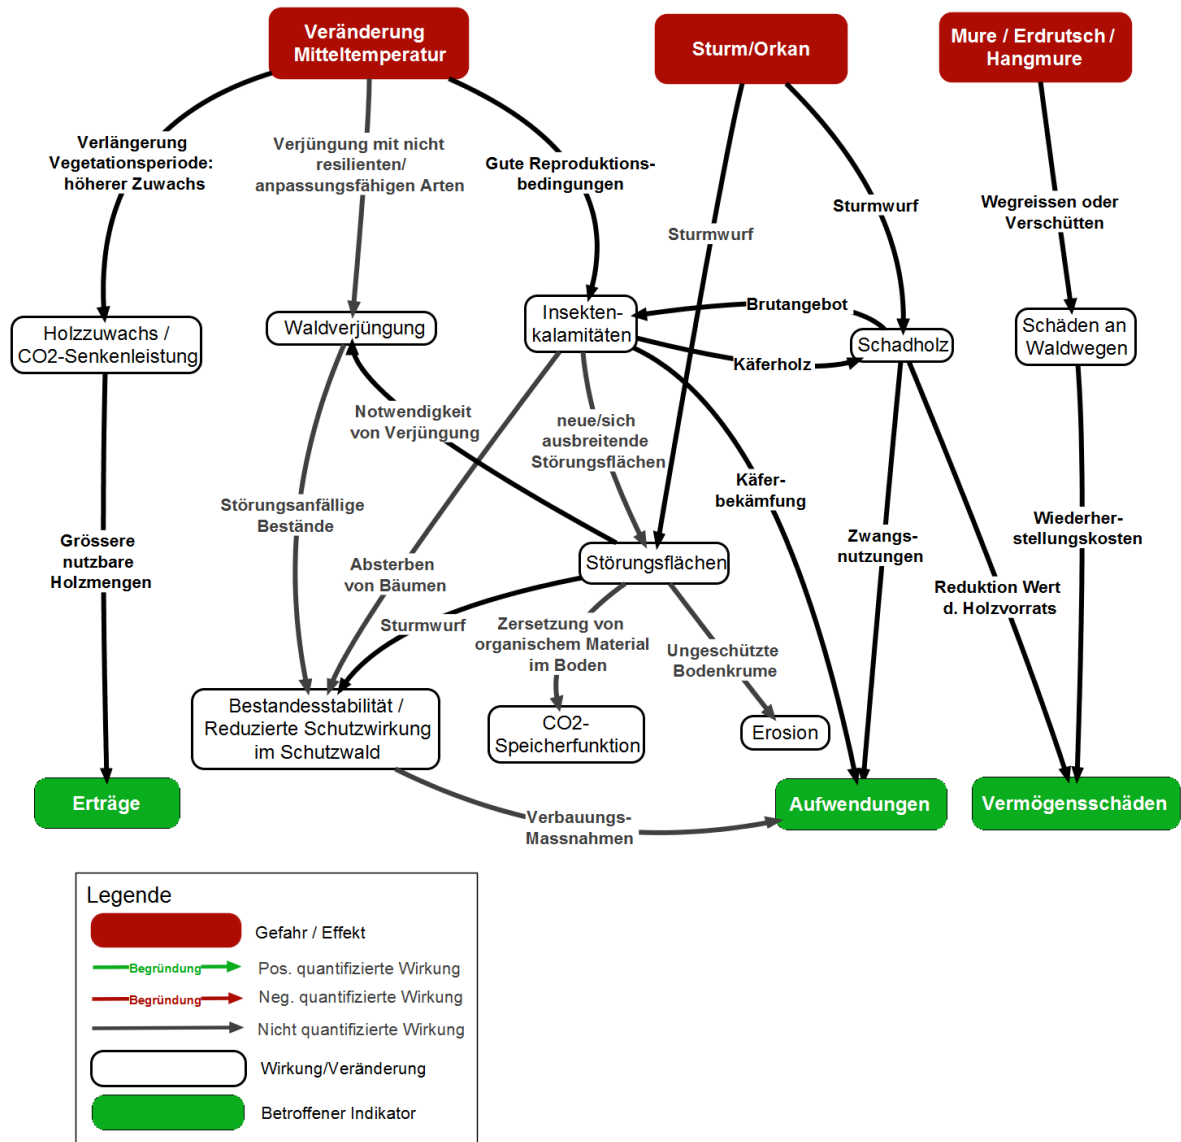 Veränderung
Mitteltemperatur
Sturm/Orkan
Mure / Erdrutsch /
Hangmure
Verlängerung
Vegetationsperiode:
höherer Zuwachs
Verjüngung mit nicht
resilienten/
anpassungsfähigen Arten
Gute Reproduktions-
bedingungen
Sturmwurf
Sturmwurf
Wegreissen oder
Verschütten
Holzzuwachs /
CO2-Senkenleistung
Waldverjüngung
Insekten-
kalamitäten
Brutangebot
Käferholz
Schadholz
Schäden an
Waldwegen
Notwendigkeit
von Verjüngung
neue/sich
ausbreitende
Störungsflächen
Käfer-
bekämfung
Störungsanfällige
Bestände
Grössere
nutzbare
Holzmengen
Absterben
von Bäumen
Störungsflächen
Zwangs-
nutzungen
Wiederher-
stellungskosten
Reduktion Wert
d. Holzvorrats
Sturmwurf
Zersetzung von
organischem Material
im Boden
Ungeschützte
Bodenkrume
Bestandesstabilität /
Reduzierte Schutzwirkung
im Schutzwald
CO2-
Speicherfunktion
Erosion
Erträge
Verbauungs-
Massnahmen
Aufwendungen
Vermögensschäden
Legende
Gefahr / Effekt
Begründung
Pos. quantifizierte Wirkung
Begründung
Neg. quantifizierte Wirkung
Nicht quantifizierte Wirkung
Wirkung/Veränderung
Betroffener Indikator